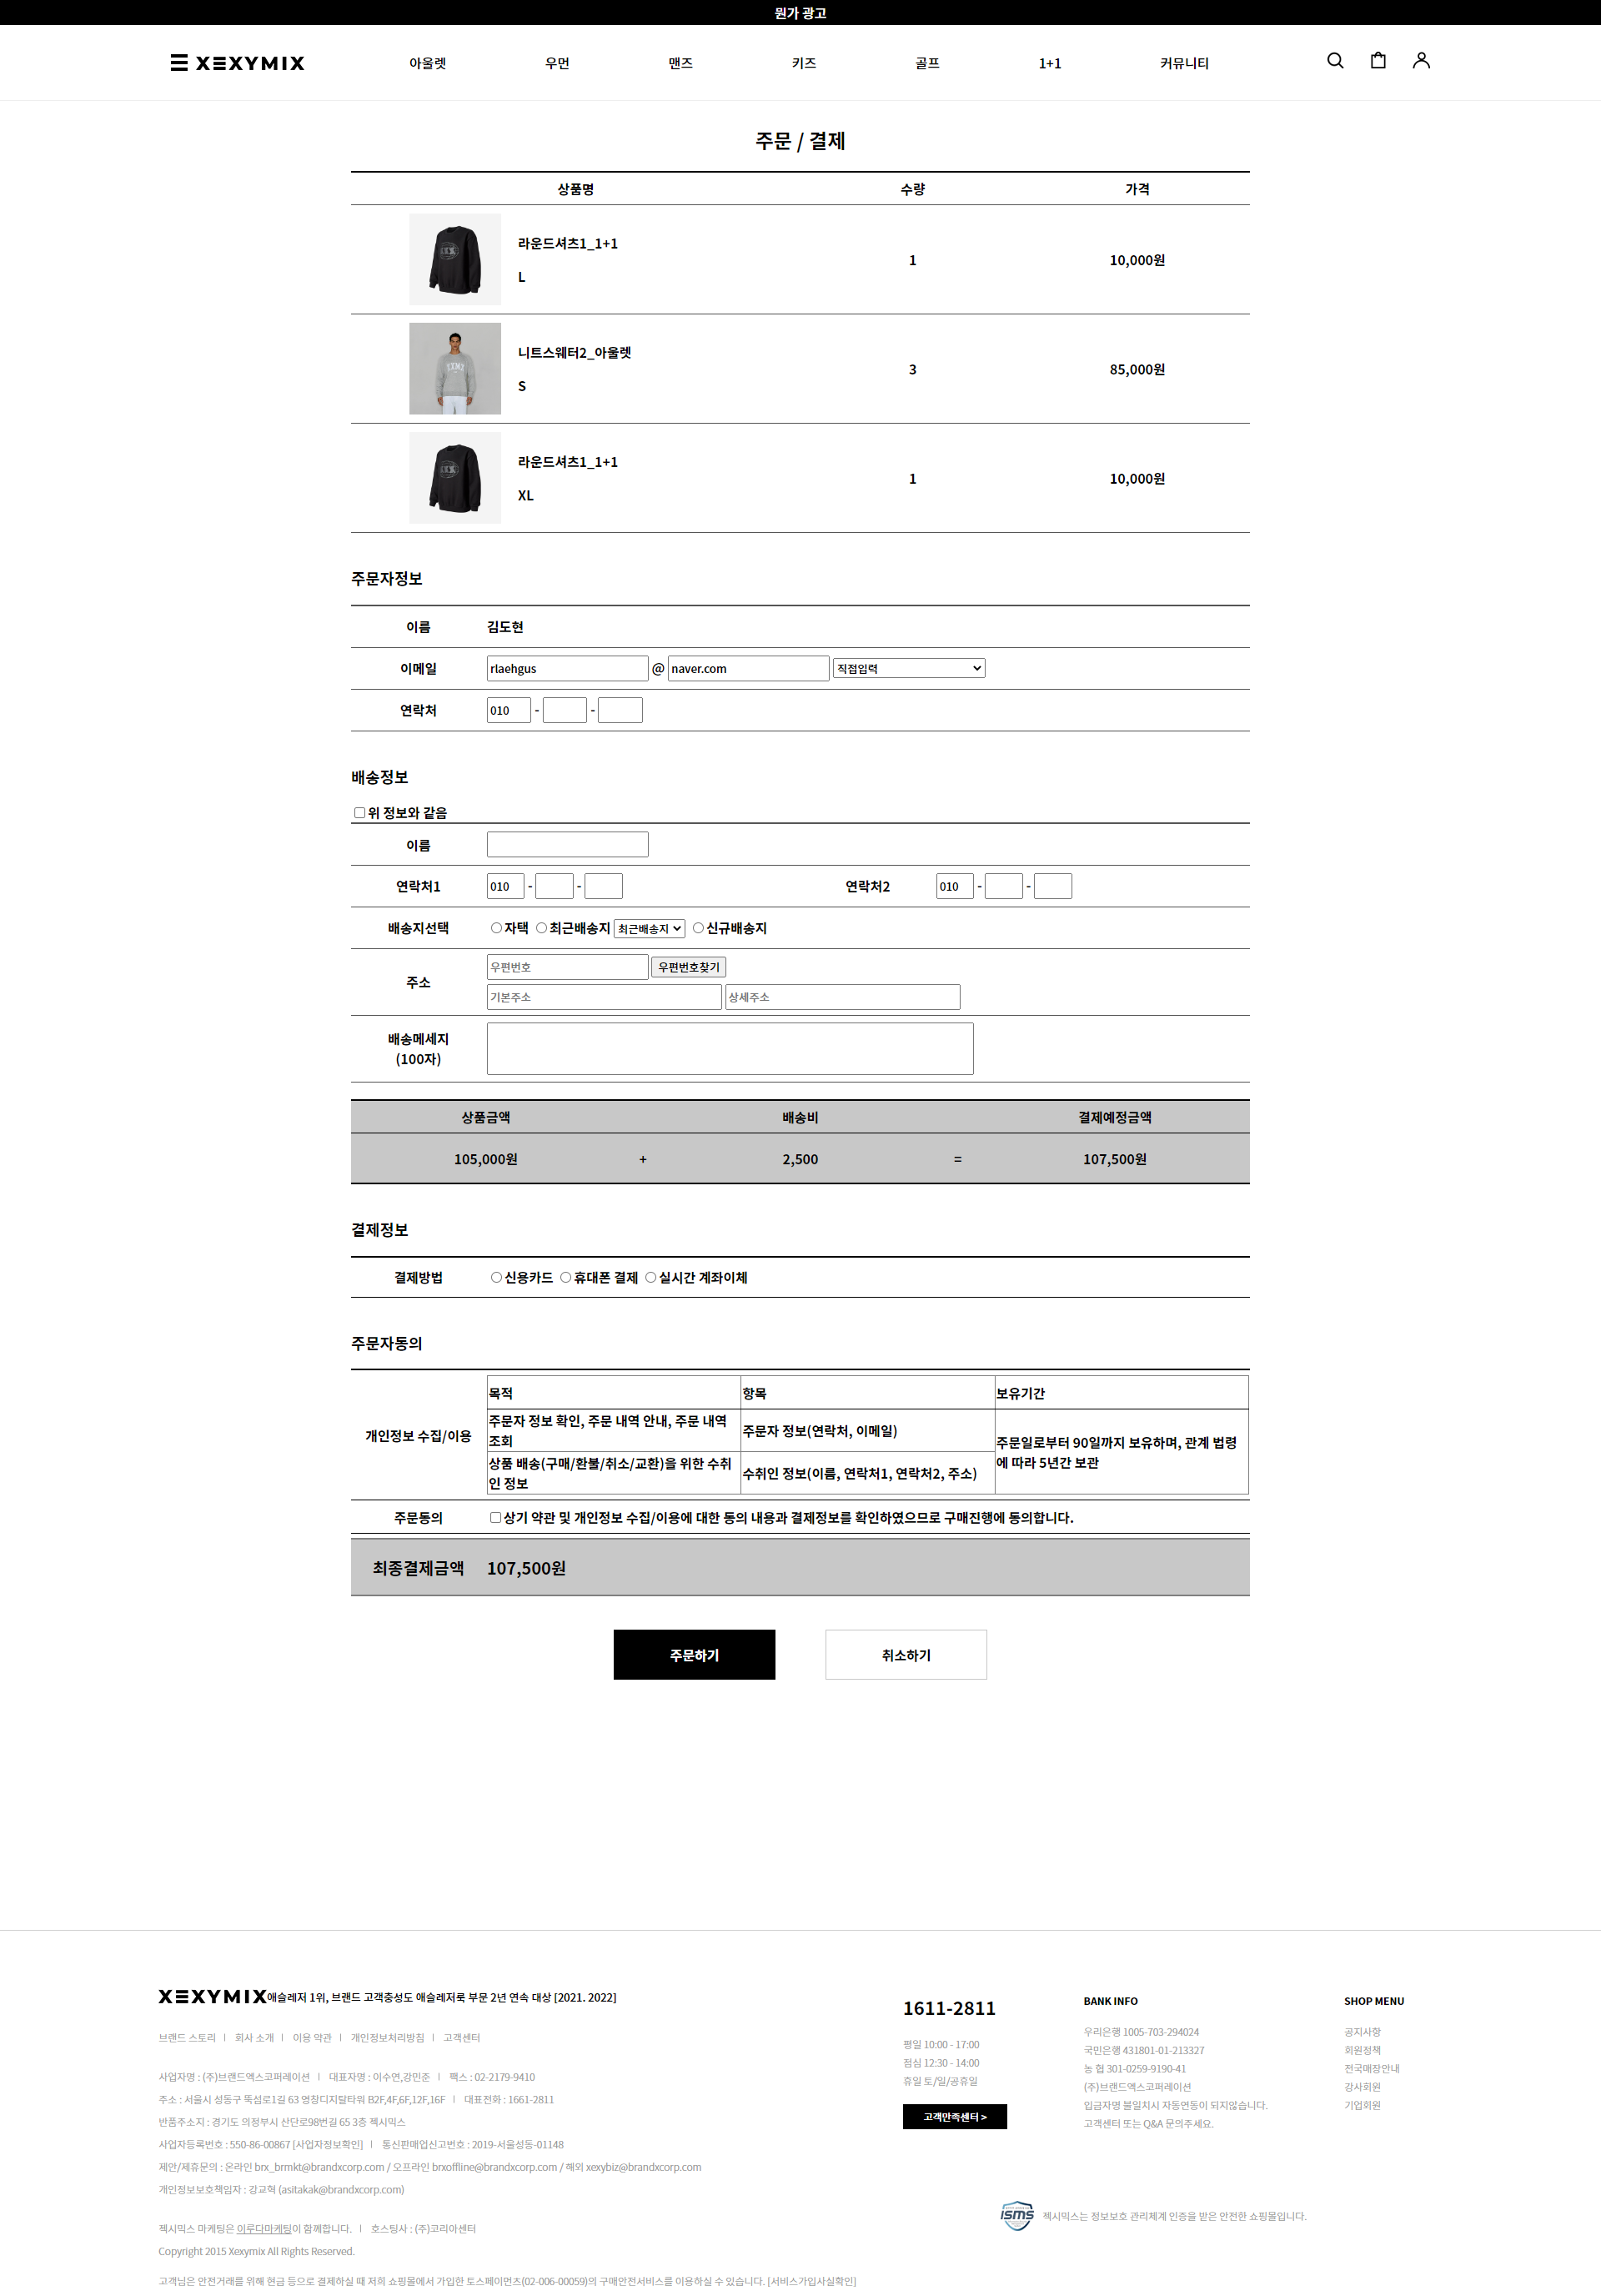 뭔가 광고
XEXYMIX 아울렛 우먼 맨즈 키즈 골프 1+1 커뮤니티
주문 / 결제
상품명 수량 가격
라운드셔츠1_1+1
L
1 10,000원
니트스웨터2_아울렛
S
3 85,000원
라운드셔츠1_1+1
XL
1 10,000원
주문자정보
이름 김도현
이메일 rlaehgus @ naver.com 직접입력
연락처 010 - -
배송정보
위 정보와 같음
이름
연락처1 010 - - 연락처2 010 - -
배송지선택 자택 최근배송지 최근배송지 신규배송지
주소 우편번호 우편번호찾기
기본주소 상세주소
배송메세지
(100자)
상품금액 배송비 결제예정금액
105,000원 + 2,500 = 107,500원
결제정보
결제방법 신용카드 휴대폰 결제 실시간 계좌이체
주문자동의
개인정보 수집/이용
목적 항목 보유기간
주문자 정보 확인, 주문 내역 안내, 주문 내역
조회
주문자 정보(연락처, 이메일)
주문일로부터 90일까지 보유하며, 관계 법령
에 따라 5년간 보관
상품 배송(구매/환불/취소/교환)을 위한 수취
인 정보
수취인 정보(이름, 연락처1, 연락처2, 주소)
주문동의 상기 약관 및 개인정보 수집/이용에 대한 동의 내용과 결제정보를 확인하였으므로 구매진행에 동의합니다.
최종결제금액 107,500원
주문하기 취소하기
XEXYMIX 애슬레저 1위, 브랜드 고객충성도 애슬레저룩 부문 2년 연속 대상 [2021. 2022]
브랜드 스토리 | 회사 소개 | 이용 약관 | 개인정보처리방침 | 고객센터
사업자명 : (주)브랜드엑스코퍼레이션 | 대표자명 : 이수연,강민준 | 팩스 : 02-2179-9410
주소 : 서울시 성동구 뚝섬로1길 63 영창디지탈타워 B2F,4F,6F,12F,16F | 대표전화 : 1661-2811
반품주소지 : 경기도 의정부시 산단로98번길 65 3층 젝시믹스
사업자등록번호 : 550-86-00867 [사업자정보확인] | 통신판매업신고번호 : 2019-서울성동-01148
제안/제휴문의 : 온라인 brx_brmkt@brandxcorp.com / 오프라인 brxoffline@brandxcorp.com / 해외 xexybiz@brandxcorp.com
개인정보보호책임자 : 강교혁 (asitakak@brandxcorp.com)
젝시믹스 마케팅은 이루다마케팅이 함께합니다. | 호스팅사 : (주)코리아센터
Copyright 2015 Xexymix All Rights Reserved.
고객님은 안전거래를 위해 현금 등으로 결제하실 때 저희 쇼핑몰에서 가입한 토스페이먼츠(02-006-00059)의 구매안전서비스를 이용하실 수 있습니다. [서비스가입사실확인]
1611-2811
평일 10:00 - 17:00
점심 12:30 - 14:00
휴일 토/일/공휴일
고객만족센터 >
BANK INFO
우리은행 1005-703-294024
국민은행 431801-01-213327
농 협 301-0259-9190-41
(주)브랜드엑스코퍼레이션
입금자명 불일치시 자동연동이 되지않습니다.
고객센터 또는 Q&A 문의주세요.
SHOP MENU
공지사항
회원정책
전국매장안내
강사회원
기업회원
ISMS 젝시믹스는 정보보호 관리체계 인증을 받은 안전한 쇼핑몰입니다.